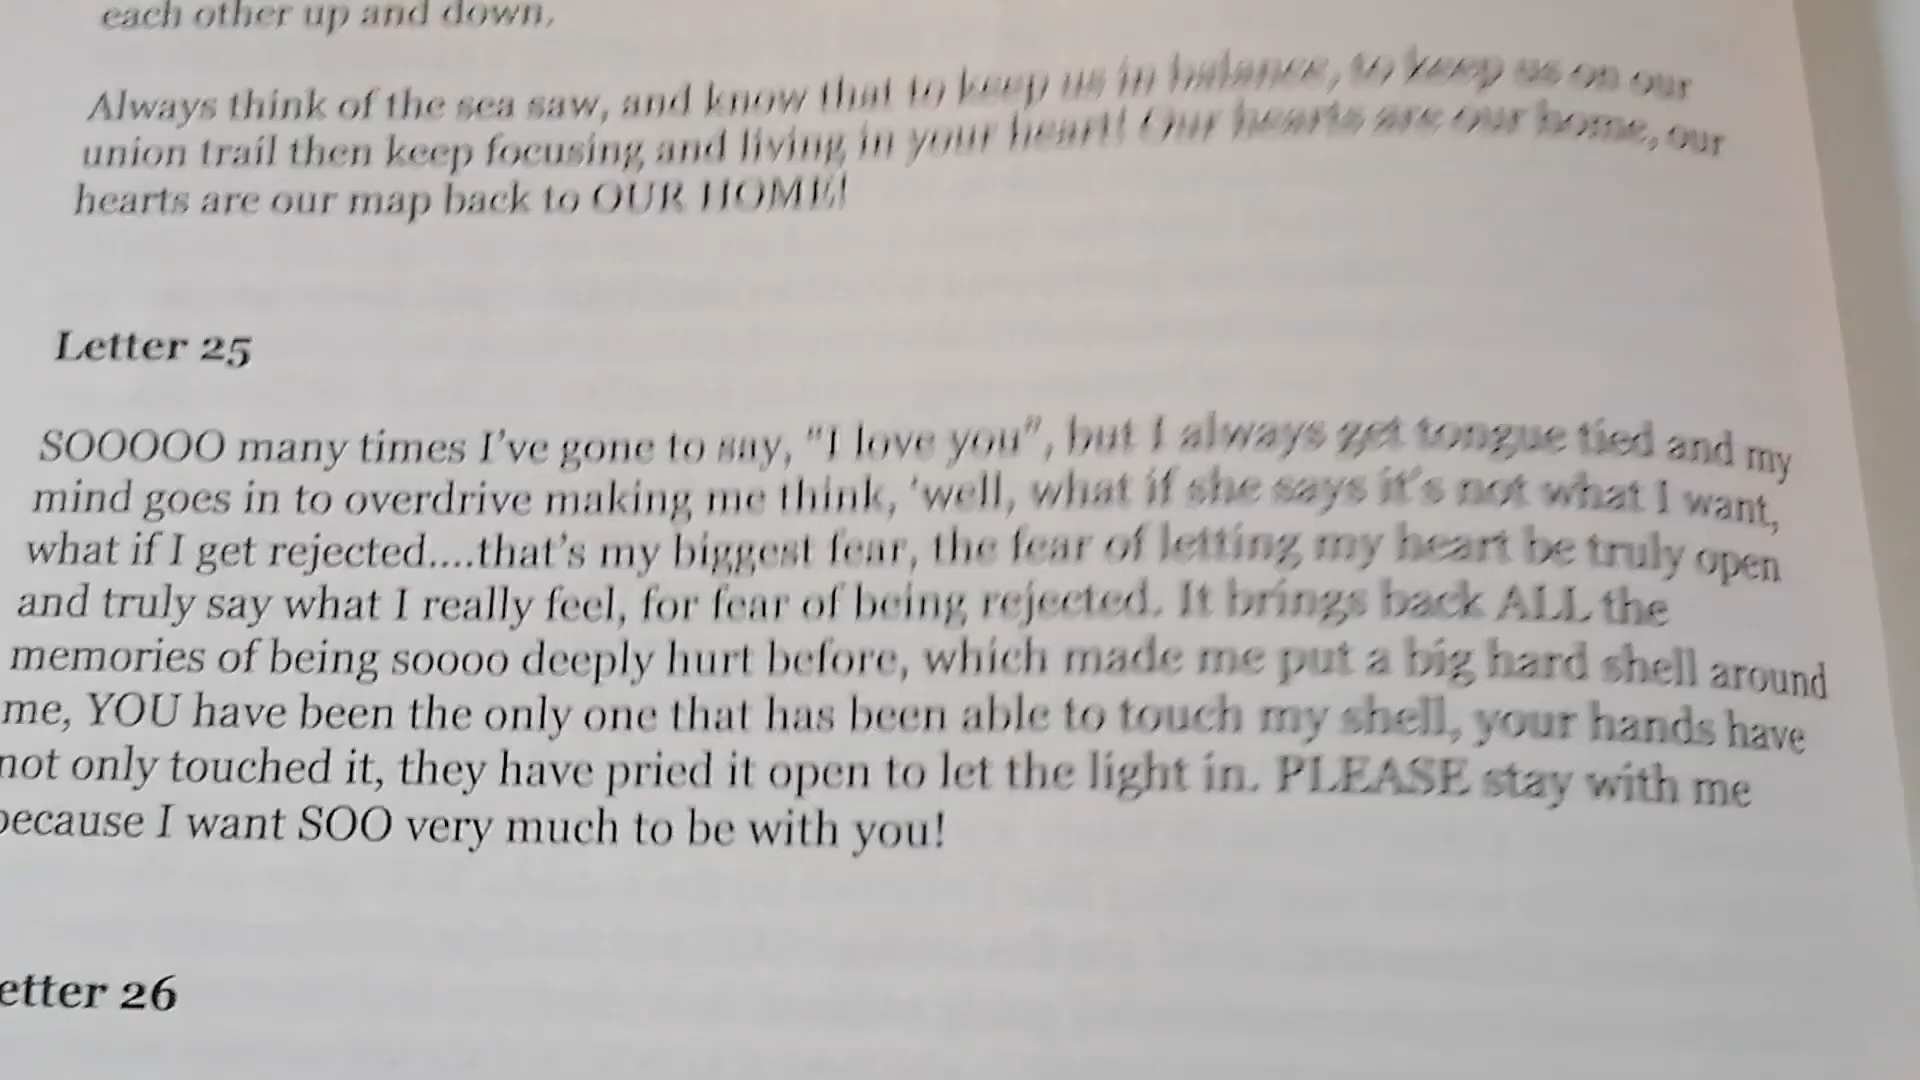 each other up and down,
Always think of the sea saw, and know that to keep us in balance, to keep us on our
union trail then keep focusing and living in your heart! Our hearts are our home, our
hearts are our map back to OUR HOME!
Letter 25
SOOOOO many times I've gone to say, "I love you", but I always get tongue tied and my
mind goes in to overdrive making me think, 'well, what if she says it's not what I want,
what if I get rejected....that's my biggest fear, the fear of letting my heart be truly open
and truly say what I really feel, for fear of being rejected. It brings back ALL the
memories of being soooo deeply hurt before, which made me put a big hard shell around
me, YOU have been the only one that has been able to touch my shell, your hands have
not only touched it, they have pried it open to let the light in. PLEASE stay with me
because I want SOO very much to be with you!
etter 26